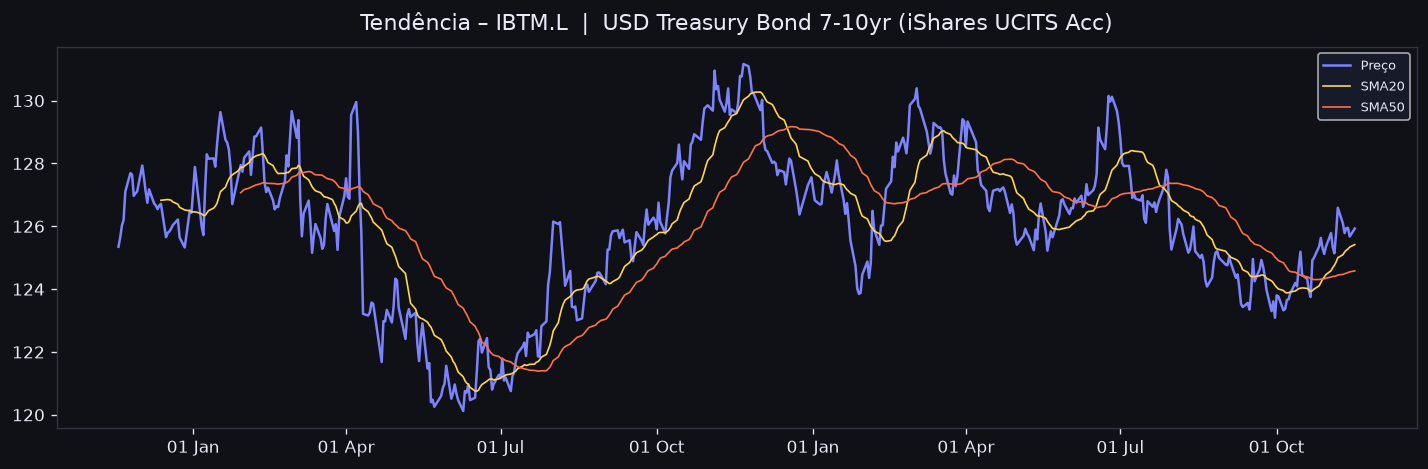 Tendência – IBTM.L | USD Treasury Bond 7-10yr (iShares UCITS Acc)
Preço
SMA20
SMA50
130
128
126
124
122
120
01 Jan
01 Apr
01 Jul
01 Oct
01 Jan
01 Apr
01 Jul
01 Oct